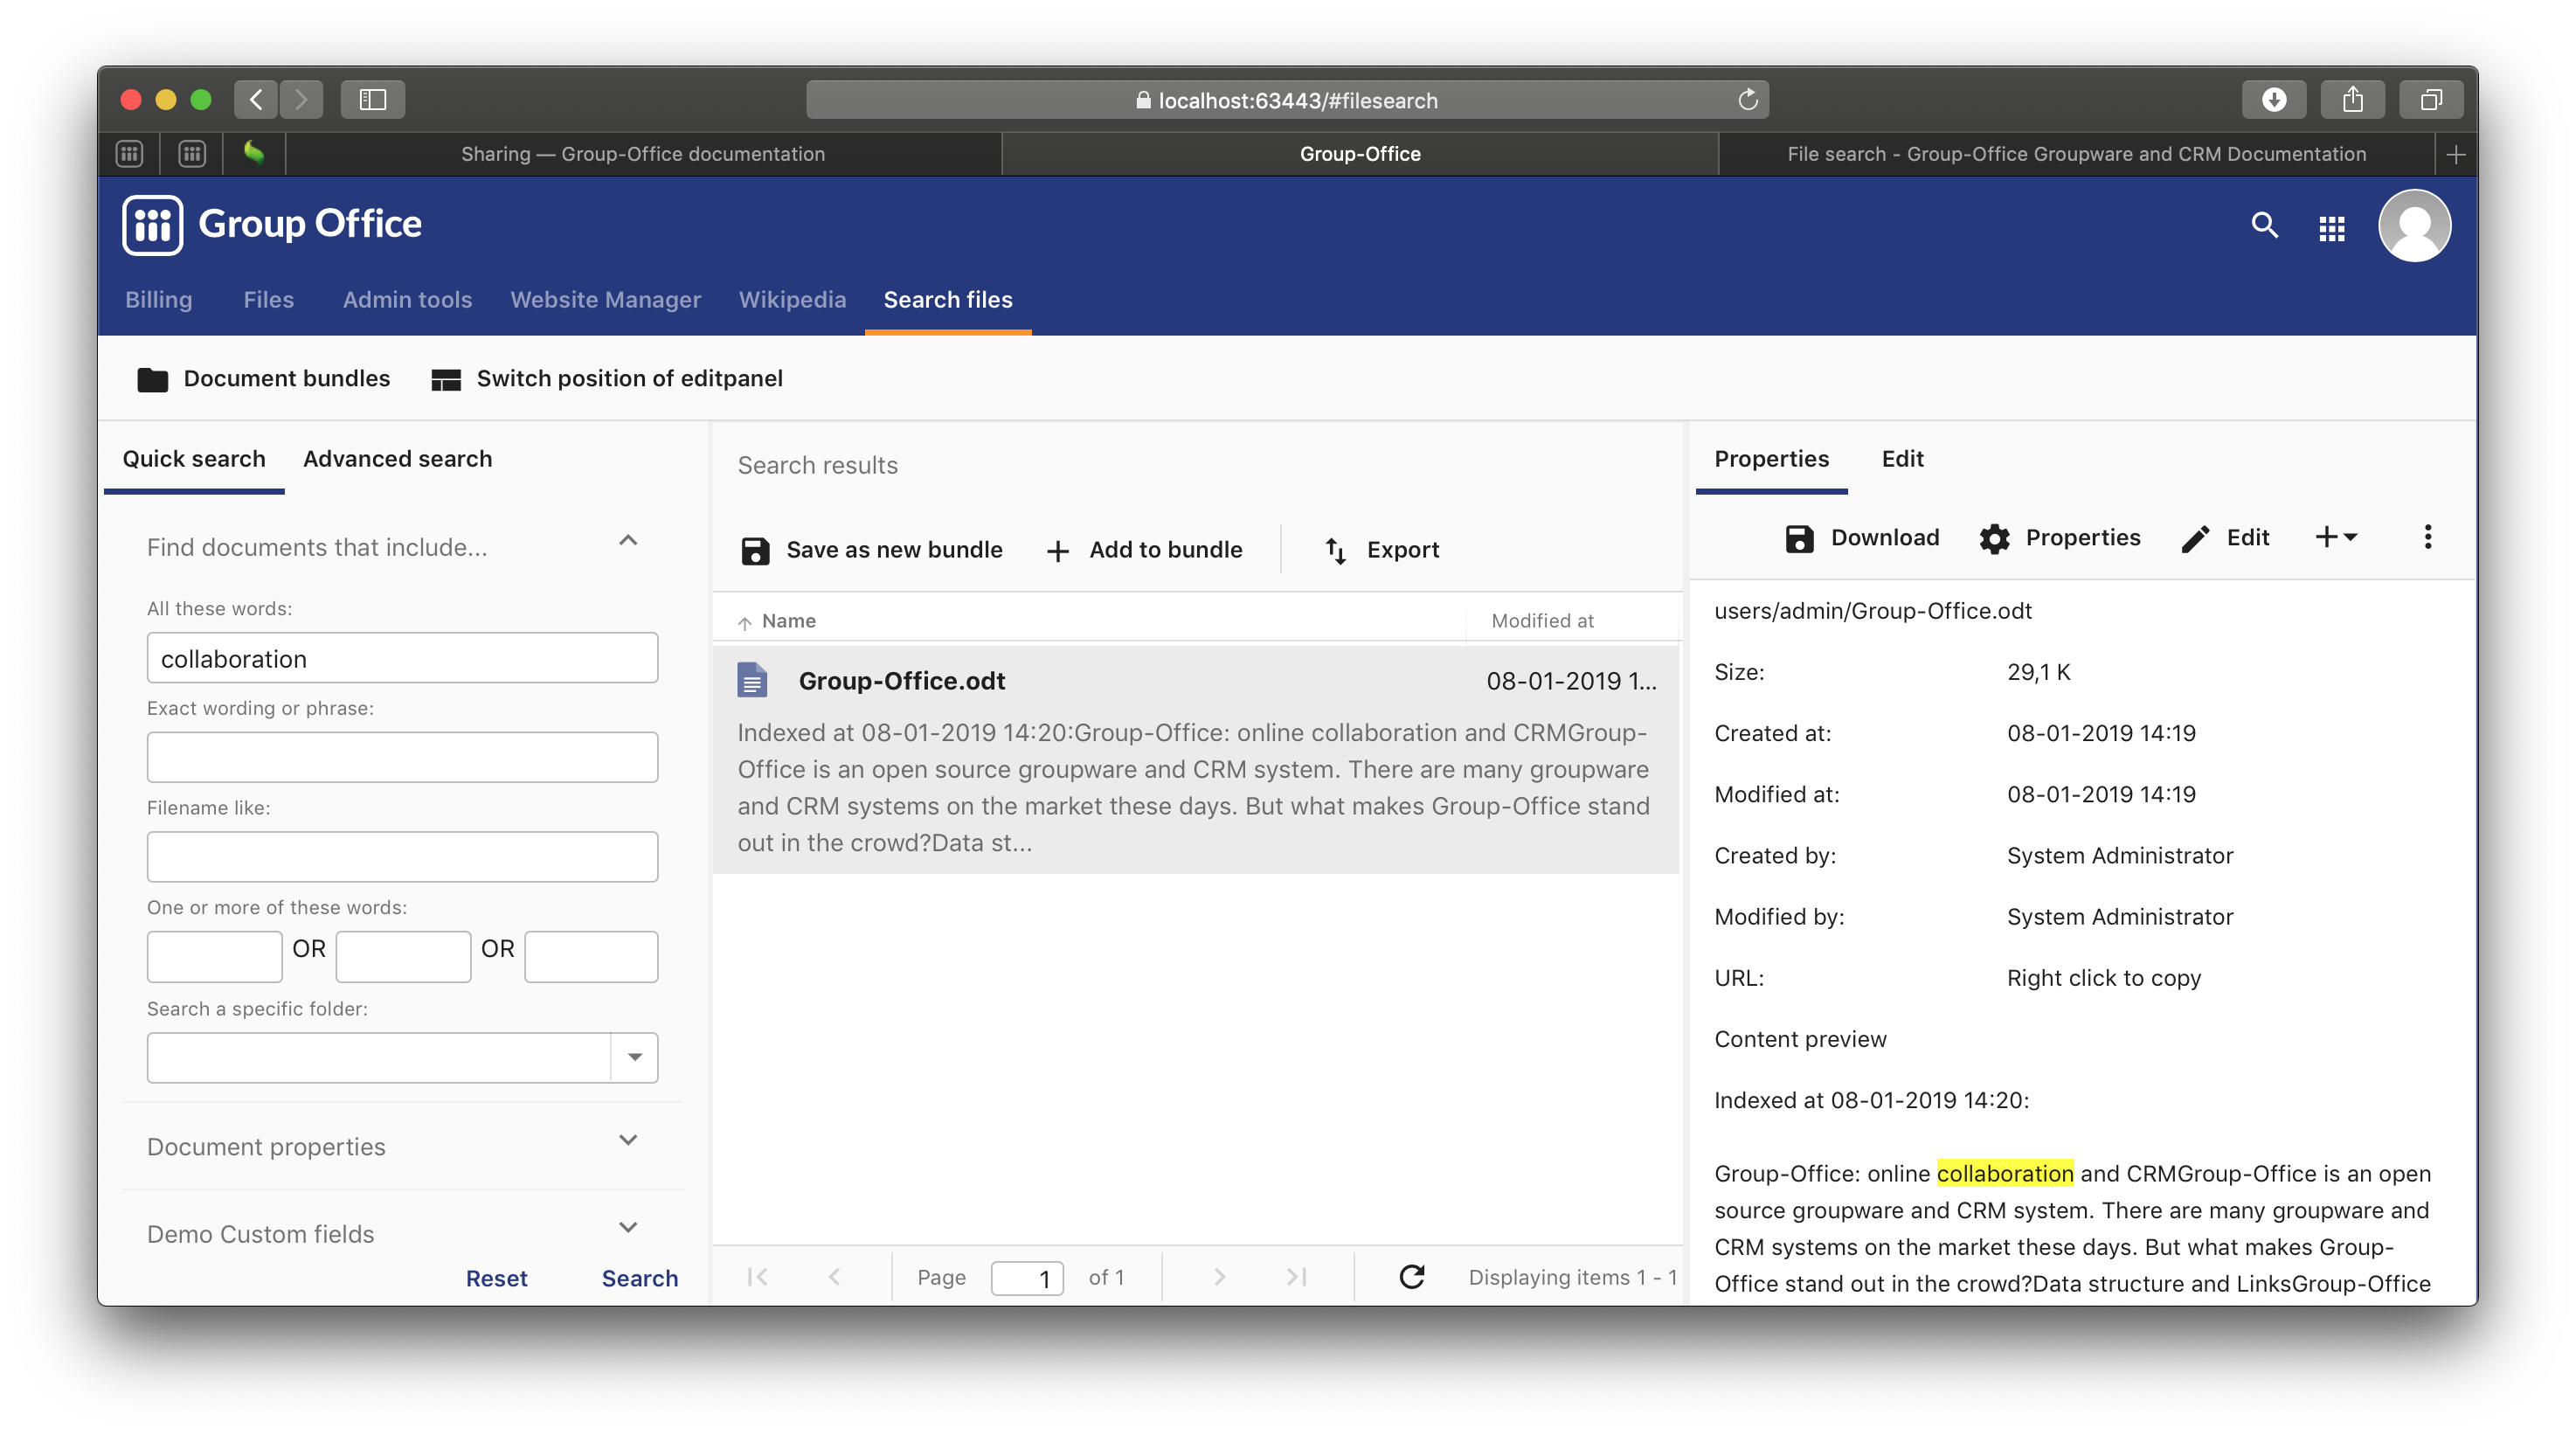 localhost:63443/#filesearch
Sharing — Group-Office documentation
Group-Office
File search - Group-Office Groupware and CRM Documentation
Group Office
Billing
Files
Admin tools
Website Manager
Wikipedia
Search files
Document bundles
Switch position of editpanel
Quick search
Advanced search
Find documents that include...
All these words:
collaboration
Exact wording or phrase:
Filename like:
One or more of these words:
OR
OR
Search a specific folder:
Document properties
Demo Custom fields
Reset
Search
Search results
Save as new bundle
Add to bundle
Export
Name
Modified at
Group-Office.odt
08-01-2019 1...
Indexed at 08-01-2019 14:20:Group-Office: online collaboration and CRMGroup-
Office is an open source groupware and CRM system. There are many groupware
and CRM systems on the market these days. But what makes Group-Office stand
out in the crowd?Data st...
Page
1
of 1
Displaying items 1 - 1
Properties
Edit
Download
Properties
Edit
users/admin/Group-Office.odt
Size:
29,1 K
Created at:
08-01-2019 14:19
Modified at:
08-01-2019 14:19
Created by:
System Administrator
Modified by:
System Administrator
URL:
Right click to copy
Content preview
Indexed at 08-01-2019 14:20:
Group-Office: online collaboration and CRMGroup-Office is an open
source groupware and CRM system. There are many groupware and
CRM systems on the market these days. But what makes Group-
Office stand out in the crowd?Data structure and LinksGroup-Office